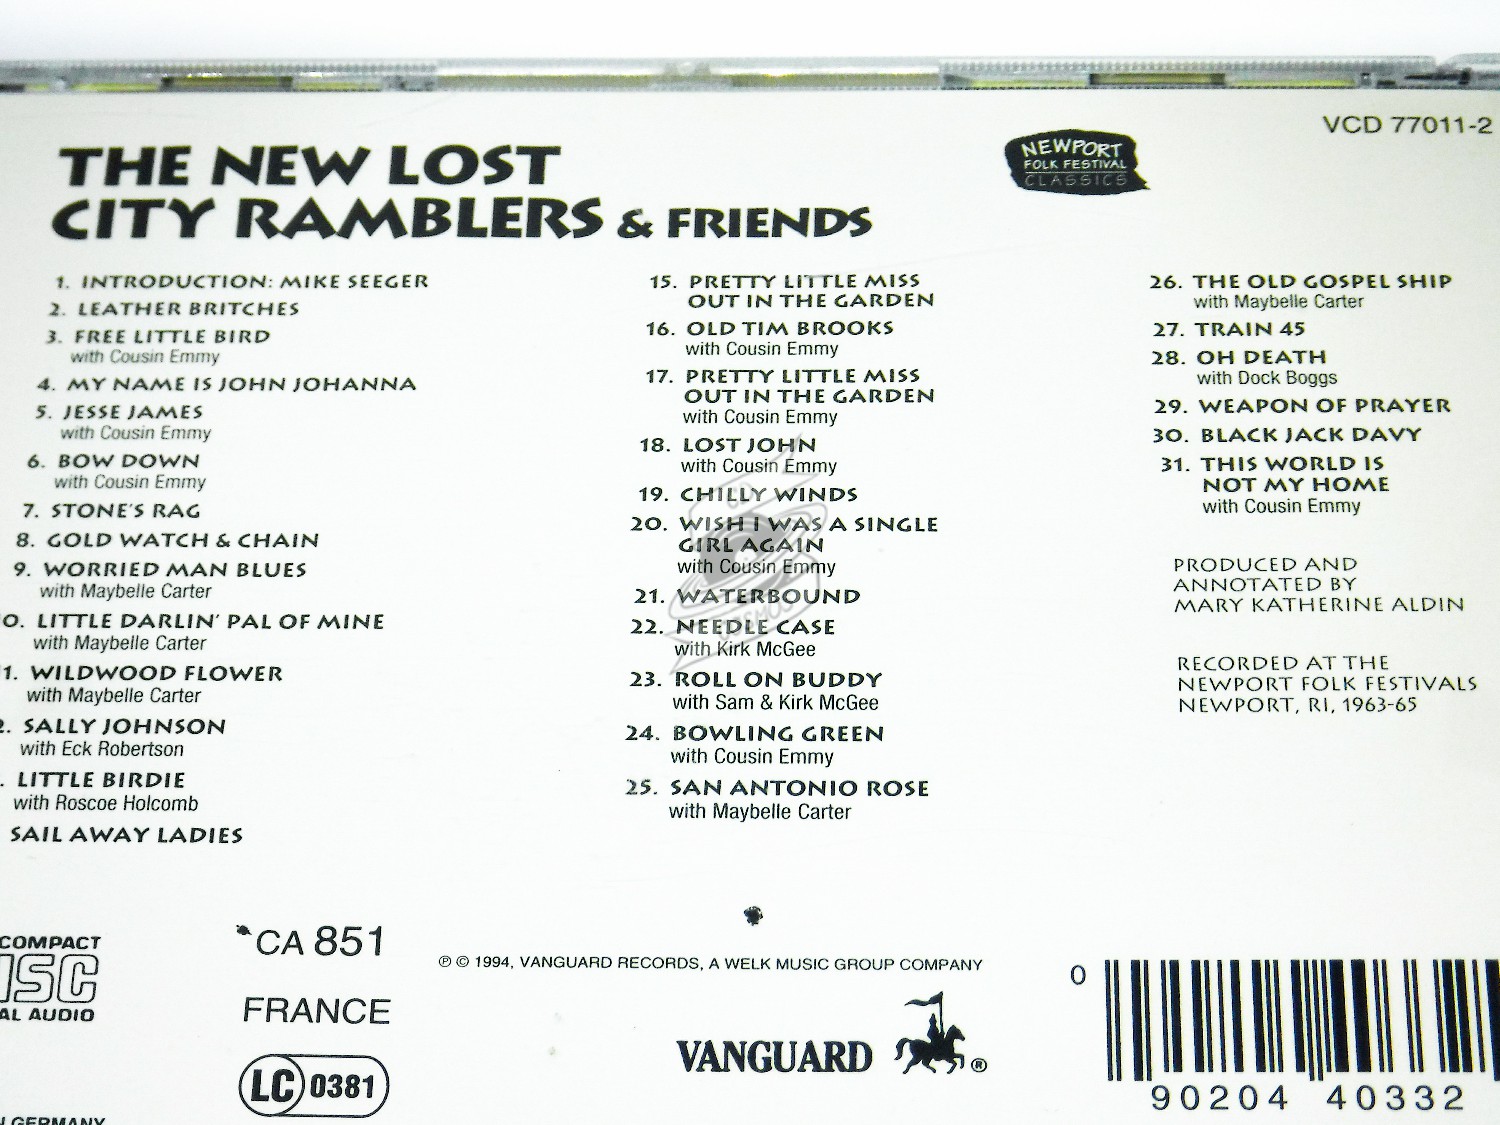 VCD 77011-2
NEWPORT
FOLK FESTIVAL
CLASSICS
THE NEW LOST
CITY RAMBLERS & FRIENDS
1. INTRODUCTION: MIKE SEEGER
2. LEATHER BRITCHES
3. FREE LITTLE BIRD
with Cousin Emmy
4. MY NAME IS JOHN JOHANNA
5. JESSE JAMES
with Cousin Emmy
6. BOW DOWN
with Cousin Emmy
7. STONE'S RAG
8. GOLD WATCH & CHAIN
9. WORRIED MAN BLUES
with Maybelle Carter
0. LITTLE DARLIN' PAL OF MINE
with Maybelle Carter
1. WILDWOOD FLOWER
with Maybelle Carter
2. SALLY JOHNSON
with Eck Robertson
. LITTLE BIRDIE
with Roscoe Holcomb
SAIL AWAY LADIES
15. PRETTY LITTLE MISS
OUT IN THE GARDEN
16. OLD TIM BROOKS
with Cousin Emmy
17. PRETTY LITTLE MISS
OUT IN THE GARDEN
with Cousin Emmy
18. LOST JOHN
with Cousin Emmy
19. CHILLY WINDS
20. WISH I WAS A SINGLE
GIRL AGAIN
with Cousin Emmy
21. WATERBOUND
22. NEEDLE CASE
with Kirk McGee
23. ROLL ON BUDDY
with Sam & Kirk McGee
24. BOWLING GREEN
with Cousin Emmy
25. SAN ANTONIO ROSE
with Maybelle Carter
26. THE OLD GOSPEL SHIP
with Maybelle Carter
27. TRAIN 45
28. OH DEATH
with Dock Boggs
29. WEAPON OF PRAYER
30. BLACK JACK DAVY
31. THIS WORLD IS
NOT MY HOME
with Cousin Emmy
PRODUCED AND
ANNOTATED BY
MARY KATHERINE ALDIN
RECORDED AT THE
NEWPORT FOLK FESTIVALS
NEWPORT, RI, 1963-65
COMPACT
ISC
AL AUDIO
CA 851
FRANCE
LC 0381
GERMANY
℗ © 1994, VANGUARD RECORDS, A WELK MUSIC GROUP COMPANY
VANGUARD ®
0
90204 40332